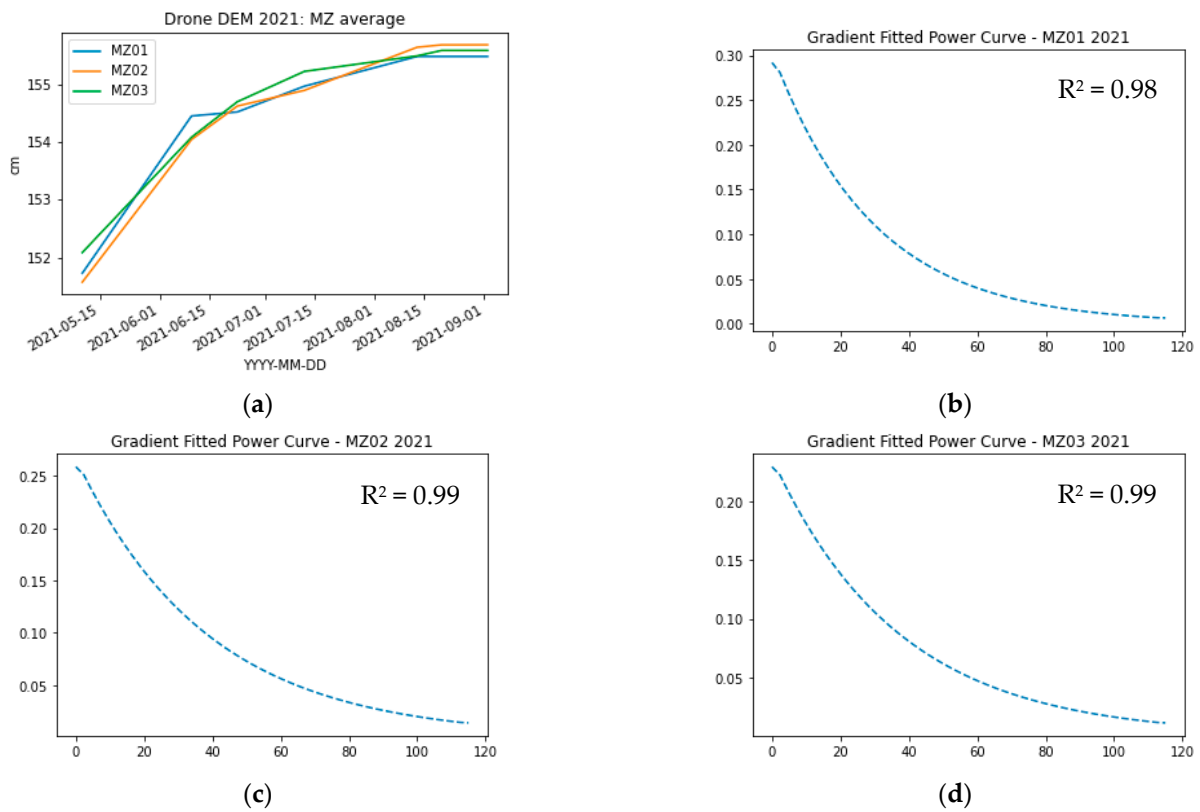 Drone DEM 2021: MZ average
MZ01
MZ02
MZ03
155
154
153
152
cm
2021-05-15
2021-06-01
2021-06-15
2021-07-01
2021-07-15
2021-08-01
2021-08-15
2021-09-01
YYYY-MM-DD
(a)
Gradient Fitted Power Curve - MZ01 2021
R² = 0.98
0.30
0.25
0.20
0.15
0.10
0.05
0.00
0 20 40 60 80 100 120
(b)
Gradient Fitted Power Curve - MZ02 2021
R² = 0.99
0.25
0.20
0.15
0.10
0.05
0 20 40 60 80 100 120
(c)
Gradient Fitted Power Curve - MZ03 2021
R² = 0.99
0.20
0.15
0.10
0.05
0 20 40 60 80 100 120
(d)